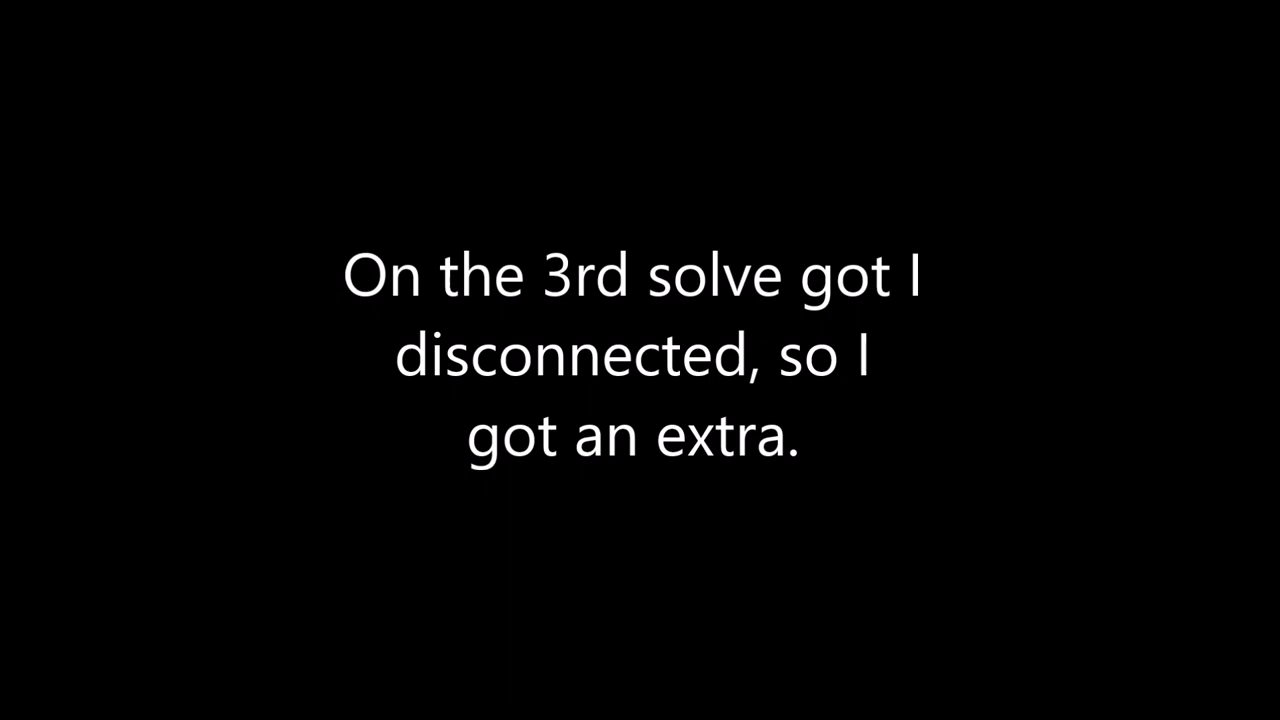 On the 3rd solve got I
disconnected, so I
got an extra.